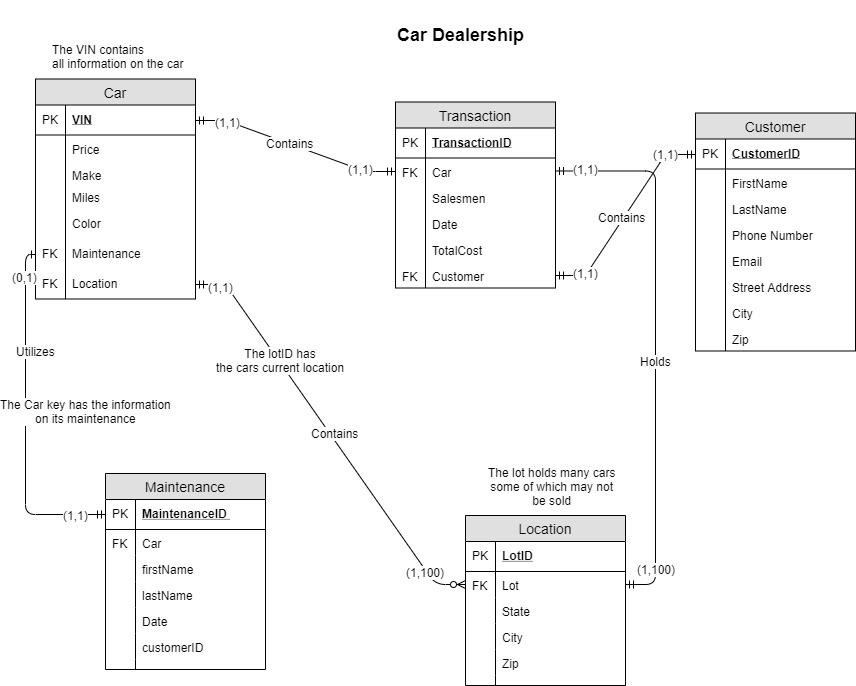 Car Dealership
The VIN contains
all information on the car
Car
PK VIN
Price
Make
Miles
Color
FK Maintenance
FK Location
(1,1)
Contains
(1,1)
Transaction
PK TransactionID
FK Car
Salesmen
Date
TotalCost
FK Customer
(1,1)
(1,1)
Contains
(1,1)
Customer
PK CustomerID
FirstName
LastName
Phone Number
Email
Street Address
City
Zip
(0,1)
(1,1)
Utilizes
The lotID has
the cars current location
Holds
The Car key has the information
on its maintenance
Contains
Maintenance
PK MaintenanceID
FK Car
firstName
lastName
Date
customerID
(1,1)
The lot holds many cars
some of which may not
be sold
Location
PK LotID
FK Lot
State
City
Zip
(1,100)
(1,100)